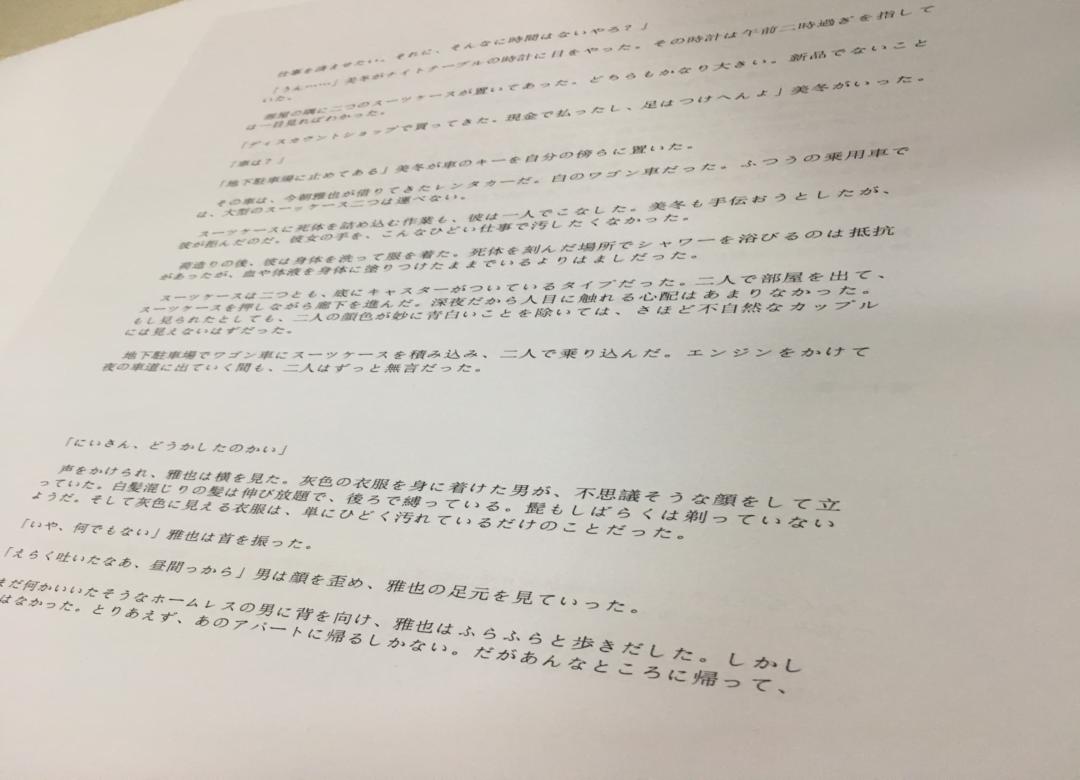 仕事を済ませたい。それに、そんなに時間はないやろ？」
「うん……」美冬がナイトテーブルの時計に目をやった。その時計は午前二時過ぎを指して
いた。
部屋の隅に二つのスーツケースが置いてあった。どちらもかなり大きい。新品でないこと
は一目見ればわかった。
「ディスカウントショップで買ってきた。現金で払ったし、足はつけへんよ」美冬がいった。
「車は？」
「地下駐車場に止めてある」美冬が車のキーを自分の傍らに置いた。
その車は、今朝雅也が借りてきたレンタカーだ。白のワゴン車だった。ふつうの乗用車で
は、大型のスーツケース二つは運べない。
スーツケースに死体を詰め込む作業も、彼は一人でこなした。美冬も手伝おうとしたが、
彼が拒んだのだ。彼女の手を、こんなひどい仕事で汚したくなかった。
荷造りの後、彼は身体を洗って服を着た。死体を刻んだ場所でシャワーを浴びるのは抵抗
があったが、血や体液を身体に塗りつけたままでいるよりはましだった。
スーツケースは二つとも、底にキャスターがついているタイプだった。二人で部屋を出て、
スーツケースを押しながら廊下を進んだ。深夜だから人目に触れる心配はあまりなかった。
もし見られたとしても、二人の顔色が妙に青白いことを除いては、さほど不自然なカップル
には見えないはずだった。
地下駐車場でワゴン車にスーツケースを積み込み、二人で乗り込んだ。エンジンをかけて
夜の車道に出ていく間も、二人はずっと無言だった。
「にいさん、どうかしたのかい」
声をかけられ、雅也は横を見た。灰色の衣服を身に着けた男が、不思議そうな顔をして立
っていた。白髪混じりの髪は伸び放題で、後ろで縛っている。髭もしばらくは剃っていない
ようだ。そして灰色に見える衣服は、単にひどく汚れているだけのことだった。
「いや、何でもない」雅也は首を振った。
「えらく吐いたなあ、昼間っから」男は顔を歪め、雅也の足元を見ていった。
まだ何かいいたそうなホームレスの男に背を向け、雅也はふらふらと歩きだした。しかし
はなかった。とりあえず、あのアパートに帰るしかない。だがあんなところに帰って、